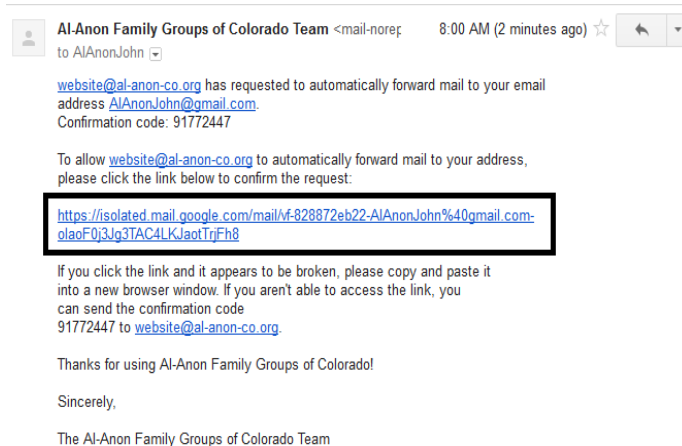 Al-Anon Family Groups of Colorado Team <mail-norep 8:00 AM (2 minutes ago)
to AlAnonJohn
website@al-anon-co.org has requested to automatically forward mail to your email
address AlAnonJohn@gmail.com.
Confirmation code: 91772447
To allow website@al-anon-co.org to automatically forward mail to your address,
please click the link below to confirm the request:
https://isolated.mail.google.com/mail/vf-828872eb22-AlAnonJohn%40gmail.com-
olaoF0j3Jg3TAC4LKJaotTrjFh8
If you click the link and it appears to be broken, please copy and paste it
into a new browser window. If you aren't able to access the link, you
can send the confirmation code
91772447 to website@al-anon-co.org.
Thanks for using Al-Anon Family Groups of Colorado!
Sincerely,
The Al-Anon Family Groups of Colorado Team